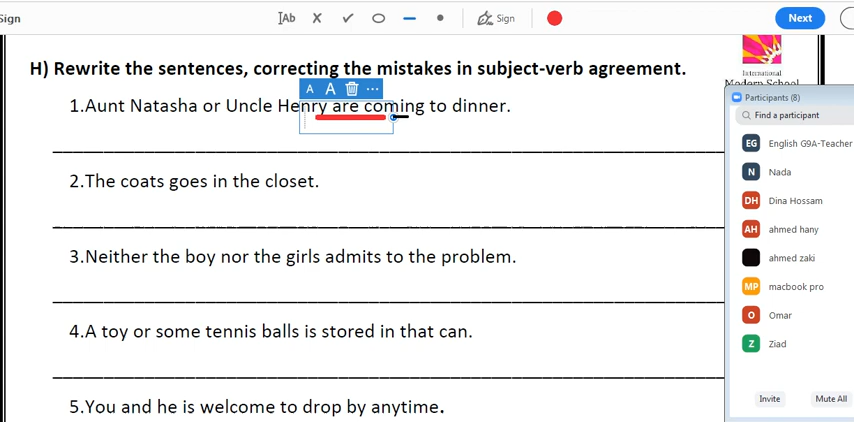 Sign
IAb
Sign
Next
H) Rewrite the sentences, correcting the mistakes in subject-verb agreement.
International
Modern School
A A ...
1.Aunt Natasha or Uncle Henry are coming to dinner.
2.The coats goes in the closet.
3.Neither the boy nor the girls admits to the problem.
4.A toy or some tennis balls is stored in that can.
5.You and he is welcome to drop by anytime.
Participants (8)
Find a participant
EG English G9A-Teacher
N Nada
DH Dina Hossam
AH ahmed hany
ahmed zaki
MP macbook pro
O Omar
Z Ziad
Invite Mute All